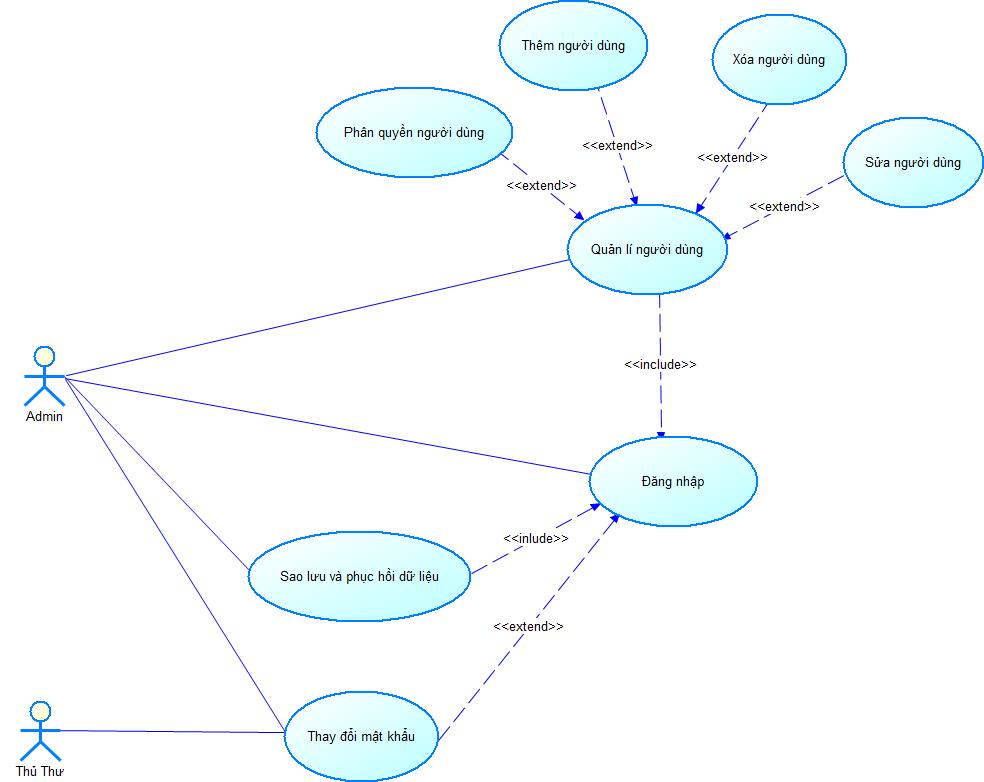 Thêm người dùng
Xóa người dùng
Phân quyền người dùng
<<extend>>
<<extend>>
Sửa người dùng
<<extend>>
<<extend>>
Quản lí người dùng
<<include>>
Admin
Đăng nhập
<<inlude>>
Sao lưu và phục hồi dữ liệu
<<extend>>
Thay đổi mật khẩu
Thủ Thư